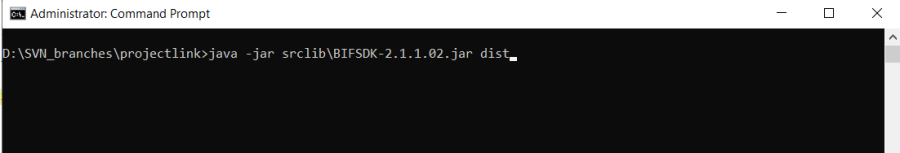 Administrator: Command Prompt
D:\SVN_branches\projectlink>java -jar srclib\BIFSDK-2.1.1.02.jar dist